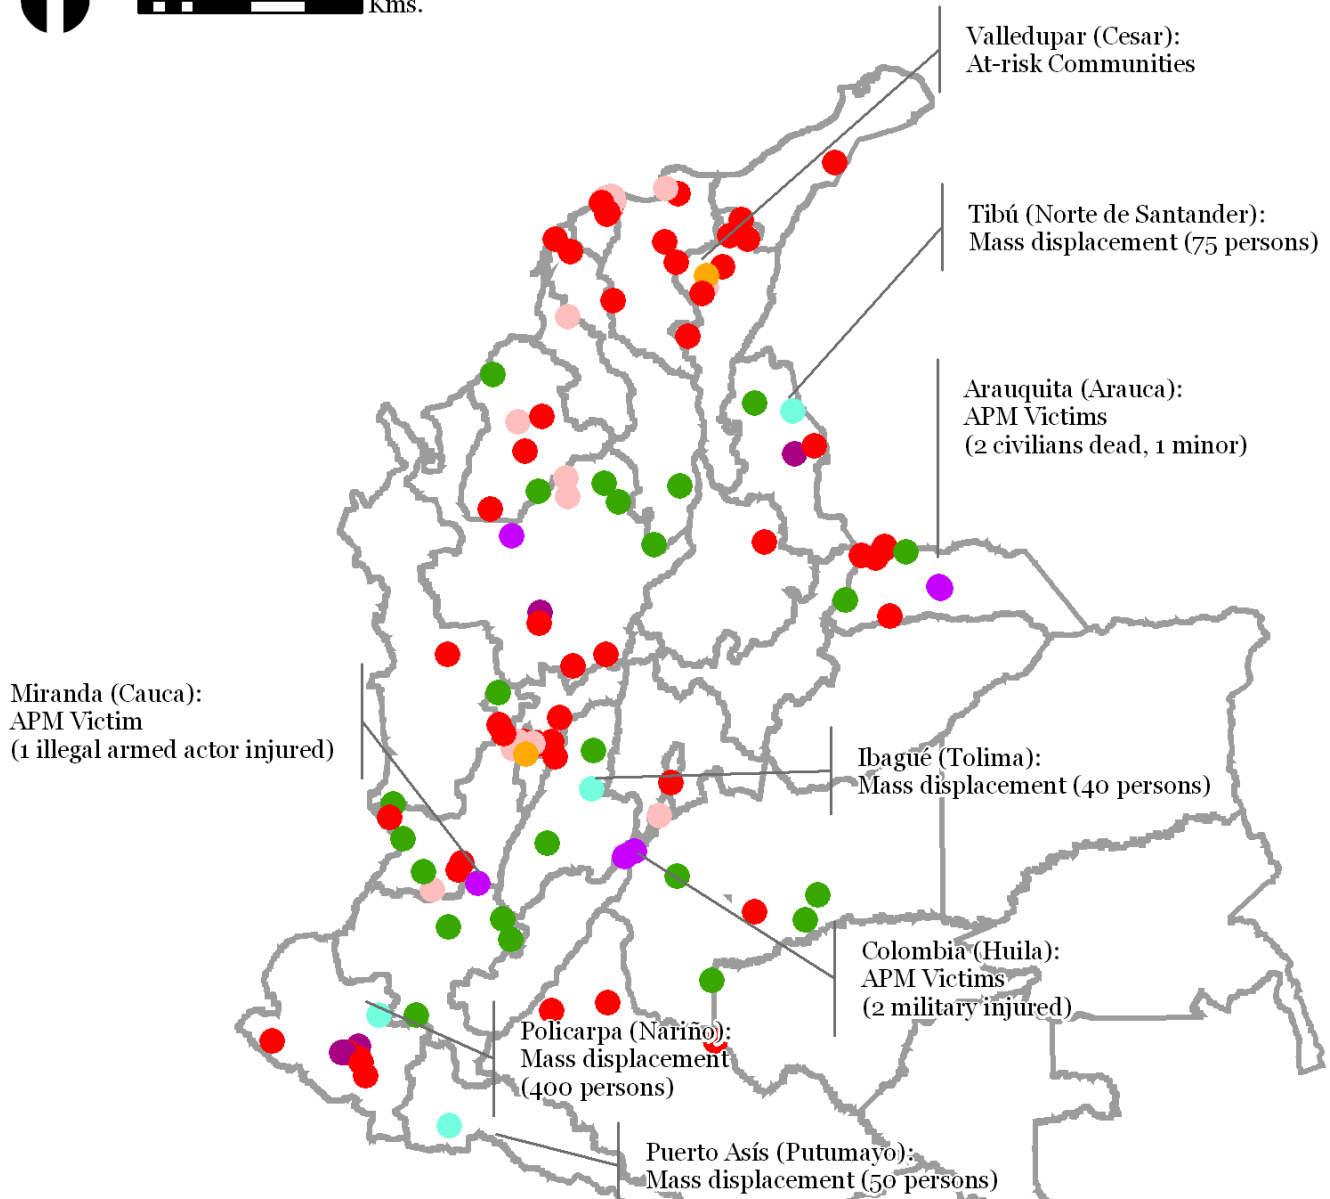 Kms.
Valledupar (Cesar):
At-risk Communities
Tibú (Norte de Santander):
Mass displacement (75 persons)
Arauquita (Arauca):
APM Victims
(2 civilians dead, 1 minor)
Miranda (Cauca):
APM Victim
(1 illegal armed actor injured)
Ibagué (Tolima):
Mass displacement (40 persons)
Colombia (Huila):
APM Victims
(2 military injured)
Policarpa (Nariño):
Mass displacement
(400 persons)
Puerto Asís (Putumayo):
Mass displacement (50 persons)